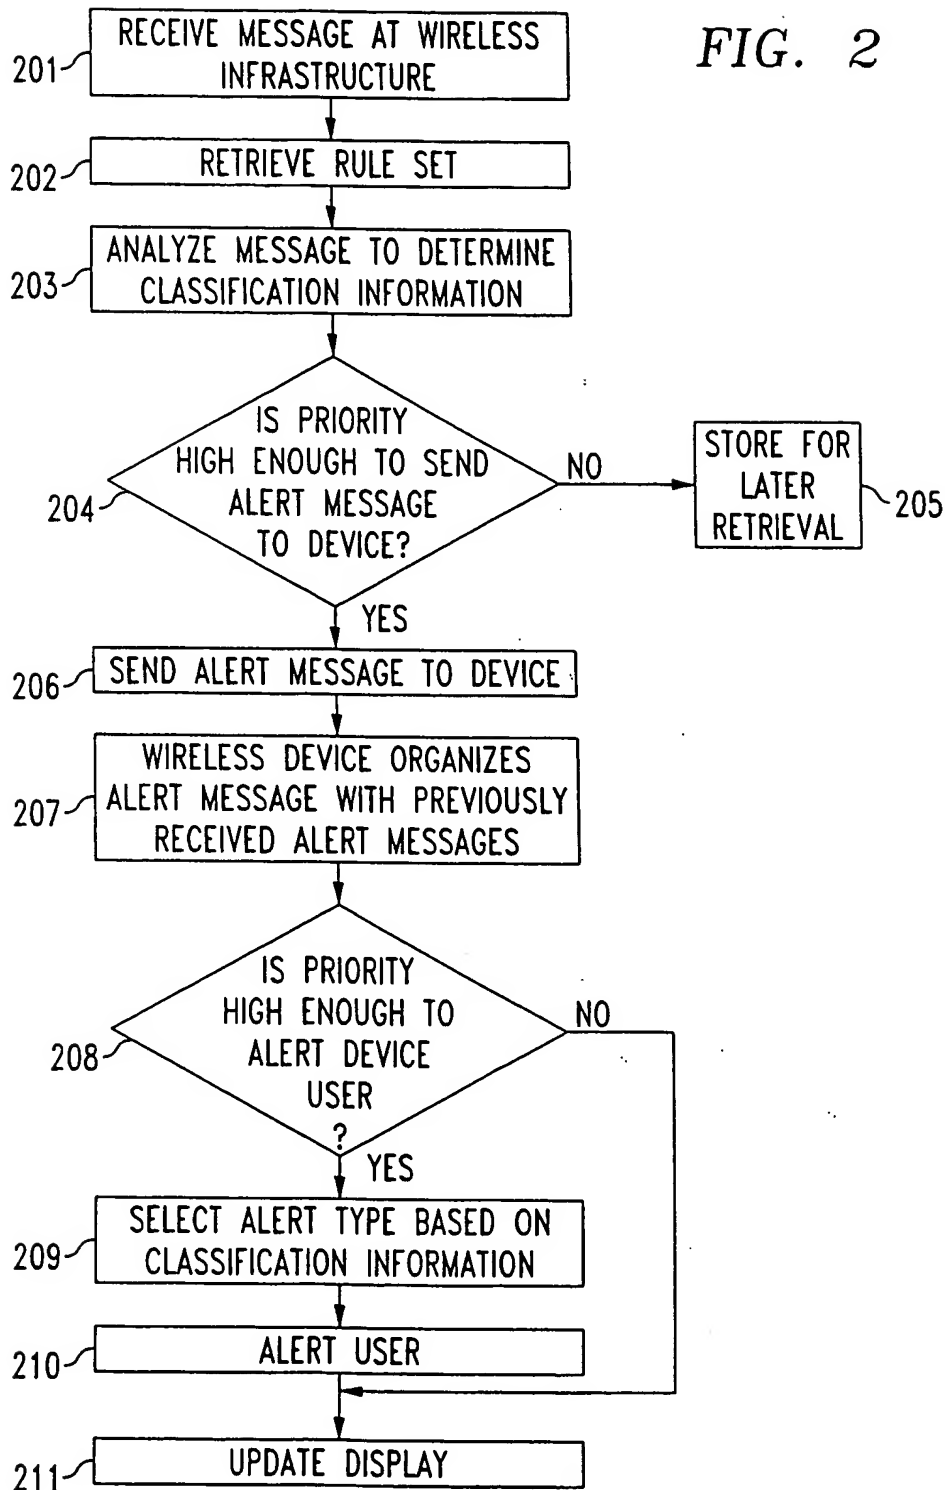 FIG. 2
RECEIVE MESSAGE AT WIRELESS
INFRASTRUCTURE
201
RETRIEVE RULE SET
202
ANALYZE MESSAGE TO DETERMINE
CLASSIFICATION INFORMATION
203
IS PRIORITY
HIGH ENOUGH TO SEND
ALERT MESSAGE
TO DEVICE?
204
NO
STORE FOR
LATER
RETRIEVAL
205
YES
SEND ALERT MESSAGE TO DEVICE
206
WIRELESS DEVICE ORGANIZES
ALERT MESSAGE WITH PREVIOUSLY
RECEIVED ALERT MESSAGES
207
IS PRIORITY
HIGH ENOUGH TO
ALERT DEVICE
USER
?
208
NO
YES
SELECT ALERT TYPE BASED ON
CLASSIFICATION INFORMATION
209
ALERT USER
210
UPDATE DISPLAY
211